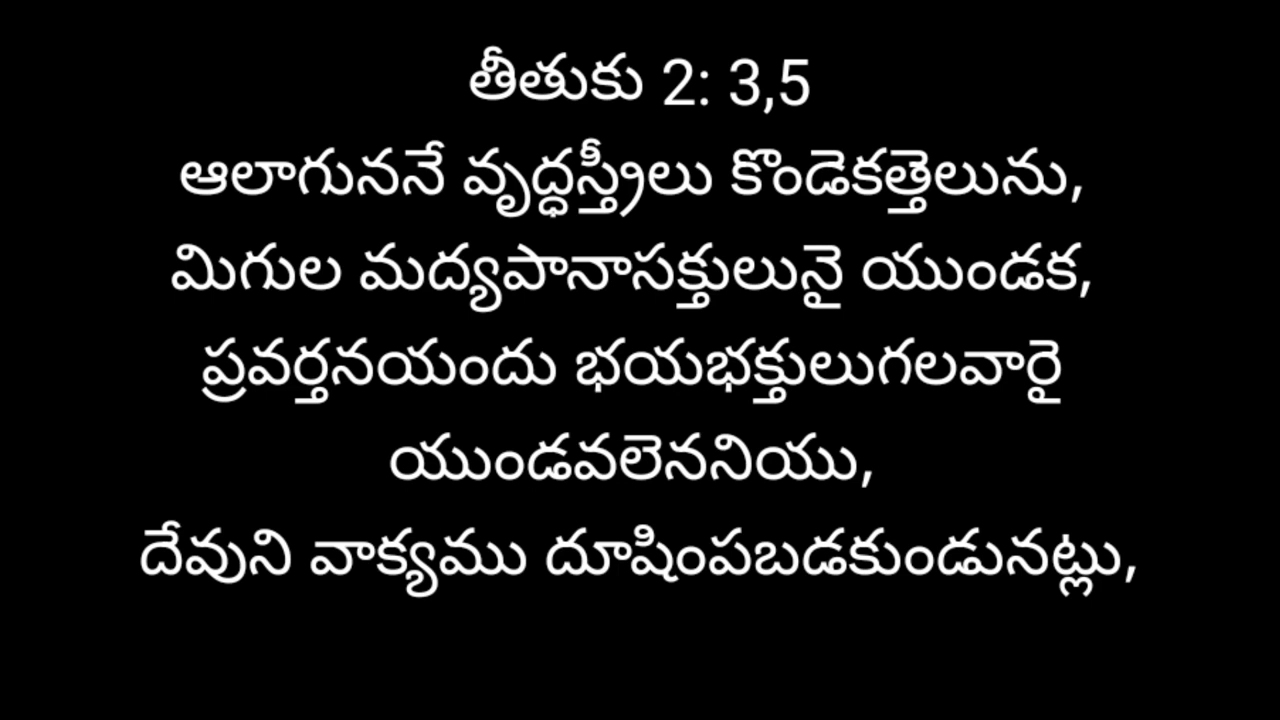 తీతుకు 2: 3,5
ఆలాగుననే వృద్ధస్త్రీలు కొండెకత్తెలును,
మిగుల మద్యపానాసక్తులునై యుండక,
ప్రవర్తనయందు భయభక్తులుగలవారై
యుండవలెననియు,
దేవుని వాక్యము దూషింపబడకుండునట్లు,